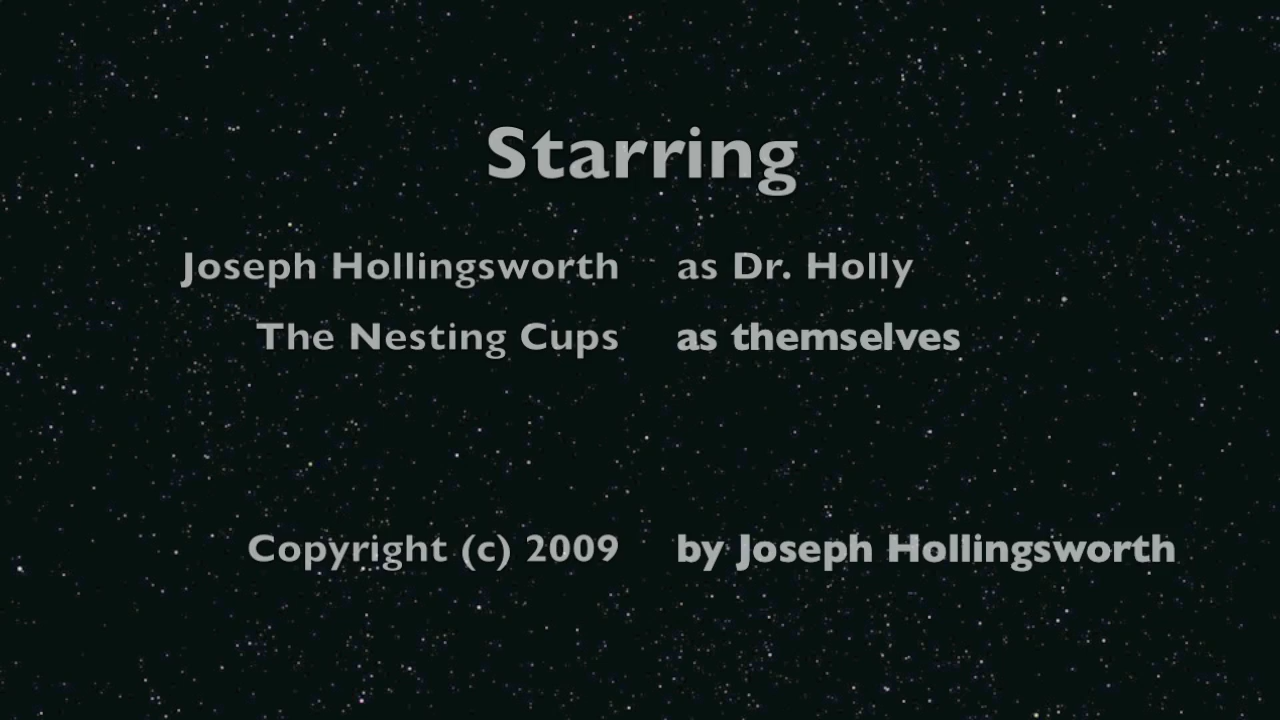 Starring
Joseph Hollingsworth as Dr. Holly
The Nesting Cups as themselves
Copyright (c) 2009 by Joseph Hollingsworth